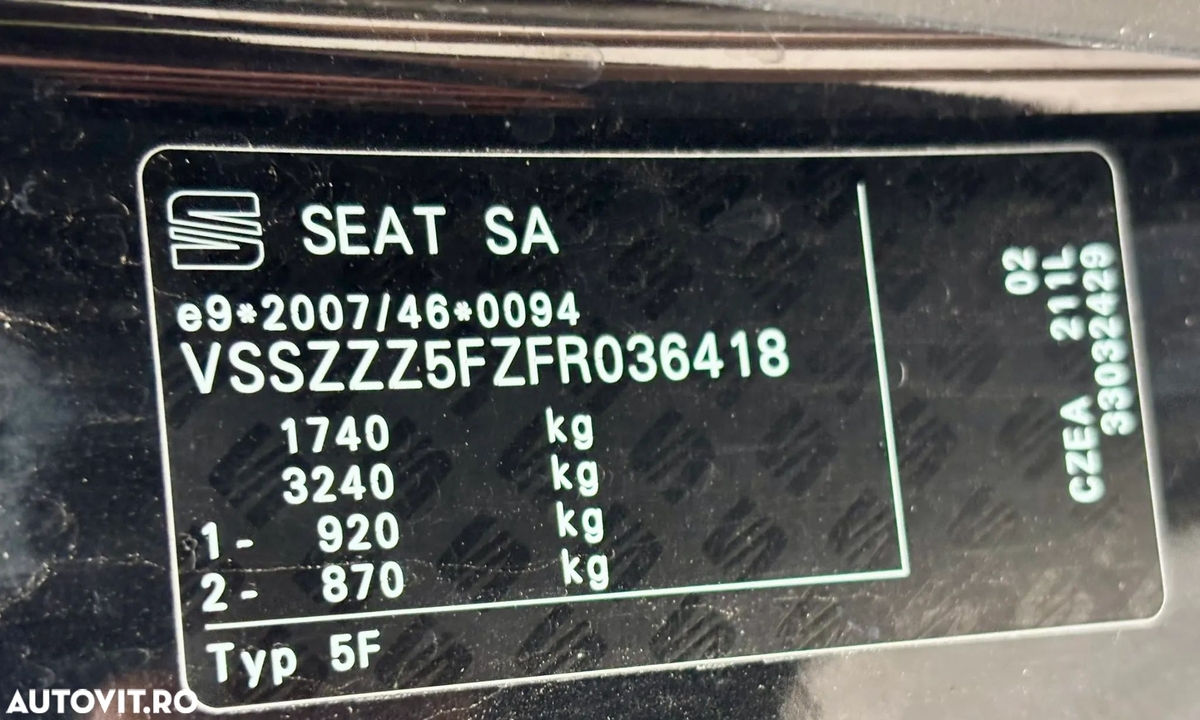 SEAT SA
e9*2007/46*0094
VSSZZZ5FZFR036418
1740 kg
3240 kg
1- 920 kg
2- 870 kg
Typ 5F
02
CZEA 211L
33032429
AUTOVIT.RO